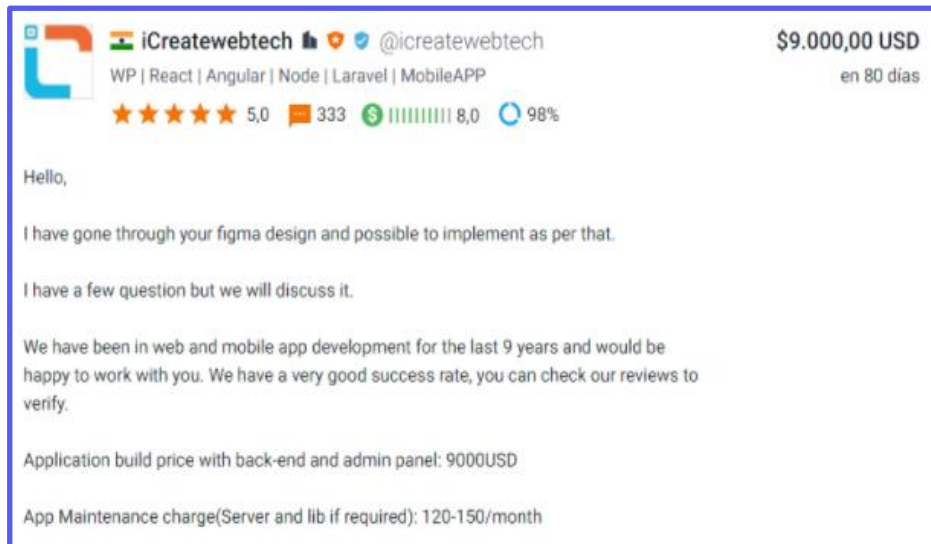 iCreatewebtech @icreatewebtech
$9.000,00 USD
WP | React | Angular | Node | Laravel | MobileAPP
en 80 días
5,0 333 8,0 98%
Hello,
I have gone through your figma design and possible to implement as per that.
I have a few question but we will discuss it.
We have been in web and mobile app development for the last 9 years and would be
happy to work with you. We have a very good success rate, you can check our reviews to
verify.
Application build price with back-end and admin panel: 9000USD
App Maintenance charge(Server and lib if required): 120-150/month